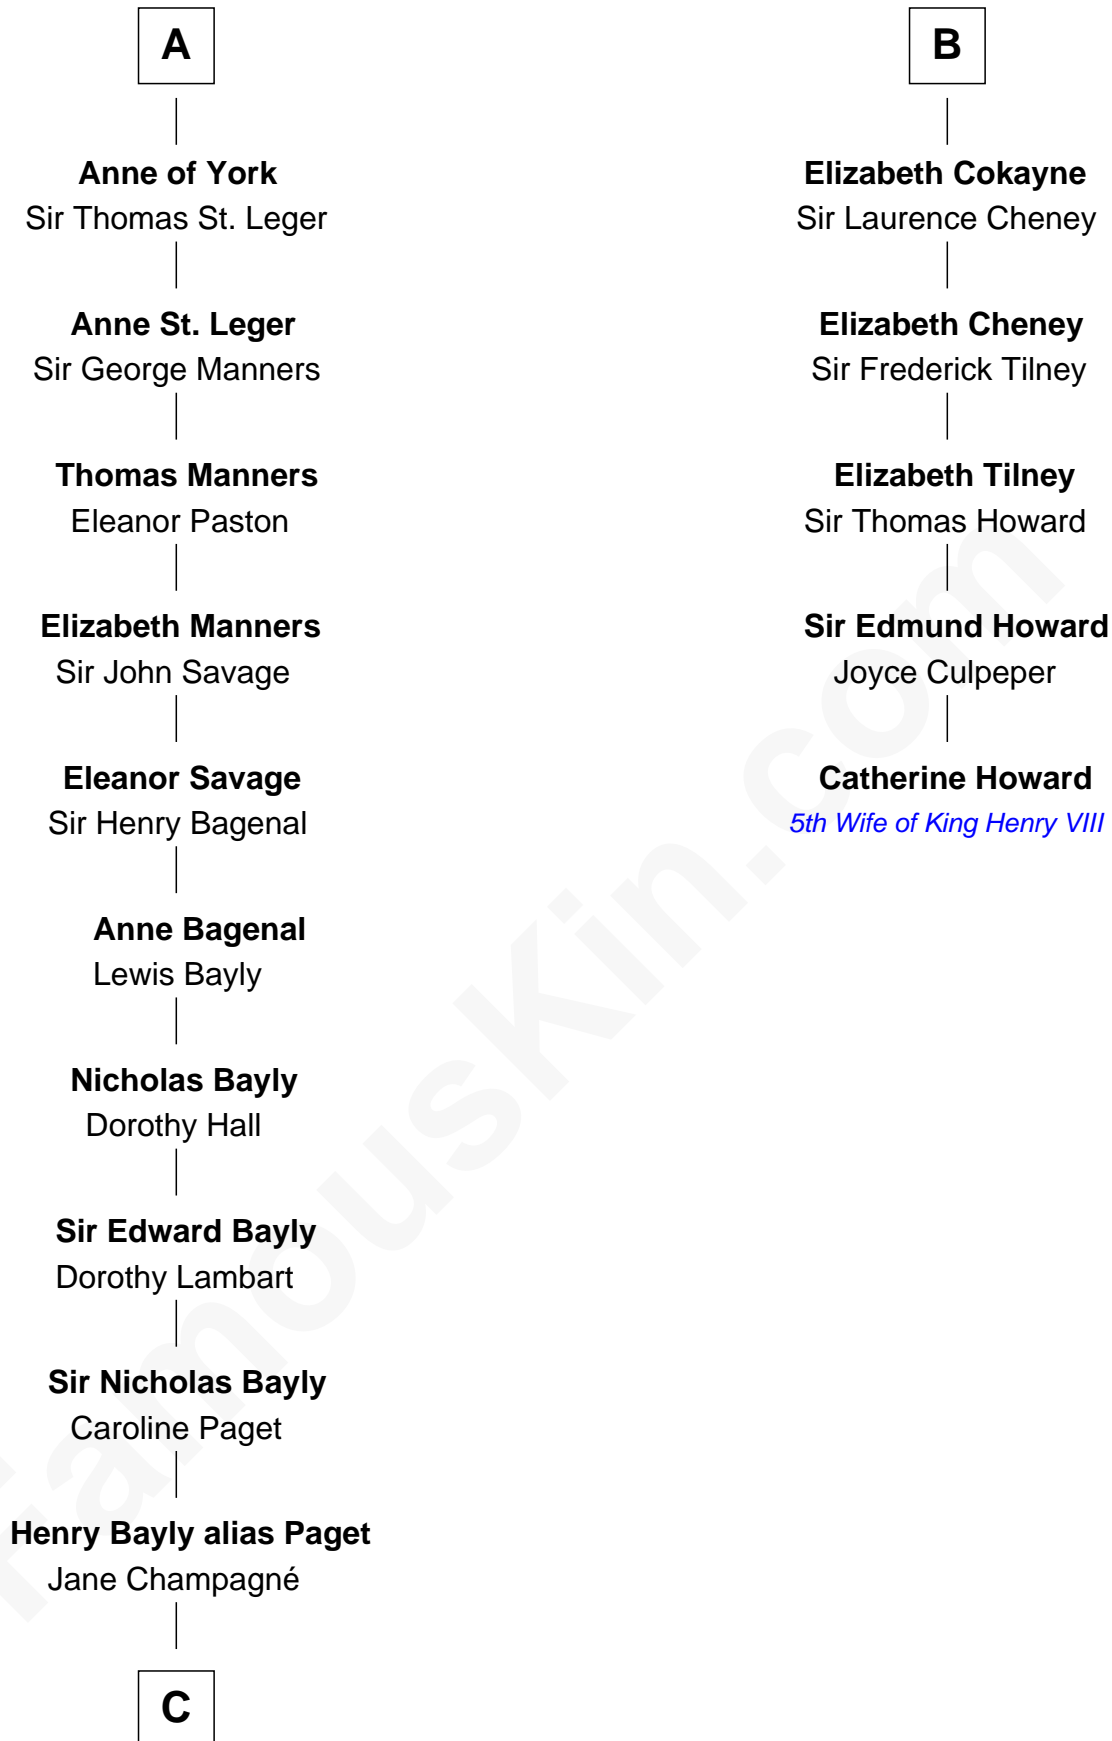 A
Anne of York
Sir Thomas St. Leger
Anne St. Leger
Sir George Manners
Thomas Manners
Eleanor Paston
Elizabeth Manners
Sir John Savage
Eleanor Savage
Sir Henry Bagenal
Anne Bagenal
Lewis Bayly
Nicholas Bayly
Dorothy Hall
Sir Edward Bayly
Dorothy Lambart
Sir Nicholas Bayly
Caroline Paget
Henry Bayly alias Paget
Jane Champagné
C
B
Elizabeth Cokayne
Sir Laurence Cheney
Elizabeth Cheney
Sir Frederick Tilney
Elizabeth Tilney
Sir Thomas Howard
Sir Edmund Howard
Joyce Culpeper
Catherine Howard
5th Wife of King Henry VIII
FamousKin.com